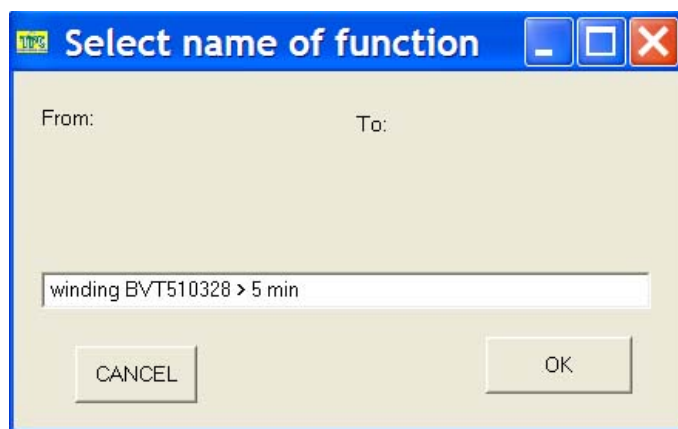 Select name of function
From:
To:
winding BVT510328 > 5 min
CANCEL
OK